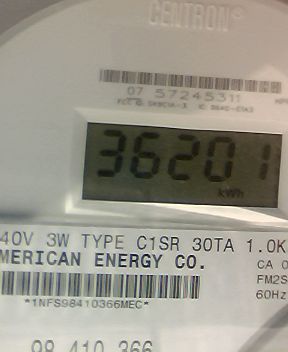 CENTRON®
07 57245311
36201
kWh
40V 3W TYPE C1SR 30TA 1.0K
MERICAN ENERGY CO.
CA 0
FM2S
*1NFS98410366MEC*
60Hz
98 410 366